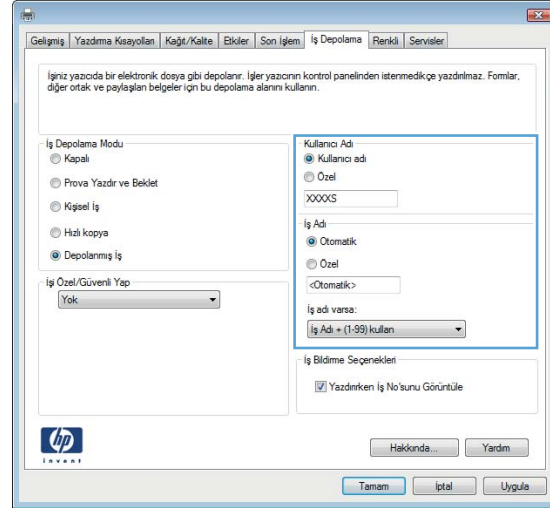 Gelişmiş Yazdırma Kısayolları Kağıt/Kalite Etkiler Son İşlem İş Depolama Renkli Servisler
İşiniz yazıcıda bir elektronik dosya gibi depolanır. İşler yazıcının kontrol panelinden istenmedikçe yazdırılmaz. Formlar,
diğer ortak ve paylaşılan belgeler için bu depolama alanını kullanın.
İş Depolama Modu
Kapalı
Prova Yazdır ve Beklet
Kişisel İş
Hızlı kopya
Depolanmış İş
İşi Özel/Güvenli Yap
Yok
Kullanıcı Adı
Kullanıcı adı
Özel
XXXXS
İş Adı
Otomatik
Özel
<Otomatik>
İş adı varsa:
İş Adı + (1-99) kullan
İş Bildirme Seçenekleri
Yazdırırken İş No'sunu Görüntüle
hp
invent
Hakkında... Yardım
Tamam İptal Uygula